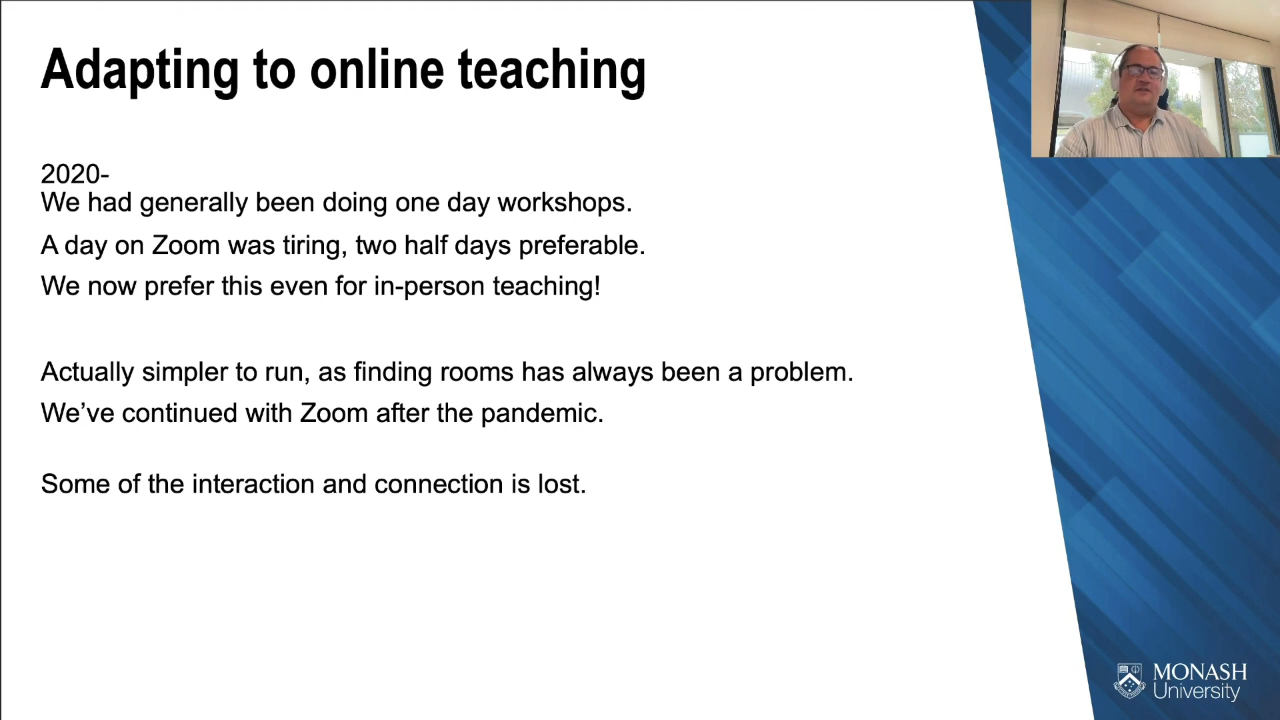 Adapting to online teaching
2020-
We had generally been doing one day workshops.
A day on Zoom was tiring, two half days preferable.
We now prefer this even for in-person teaching!
Actually simpler to run, as finding rooms has always been a problem.
We’ve continued with Zoom after the pandemic.
Some of the interaction and connection is lost.
MONASH
University